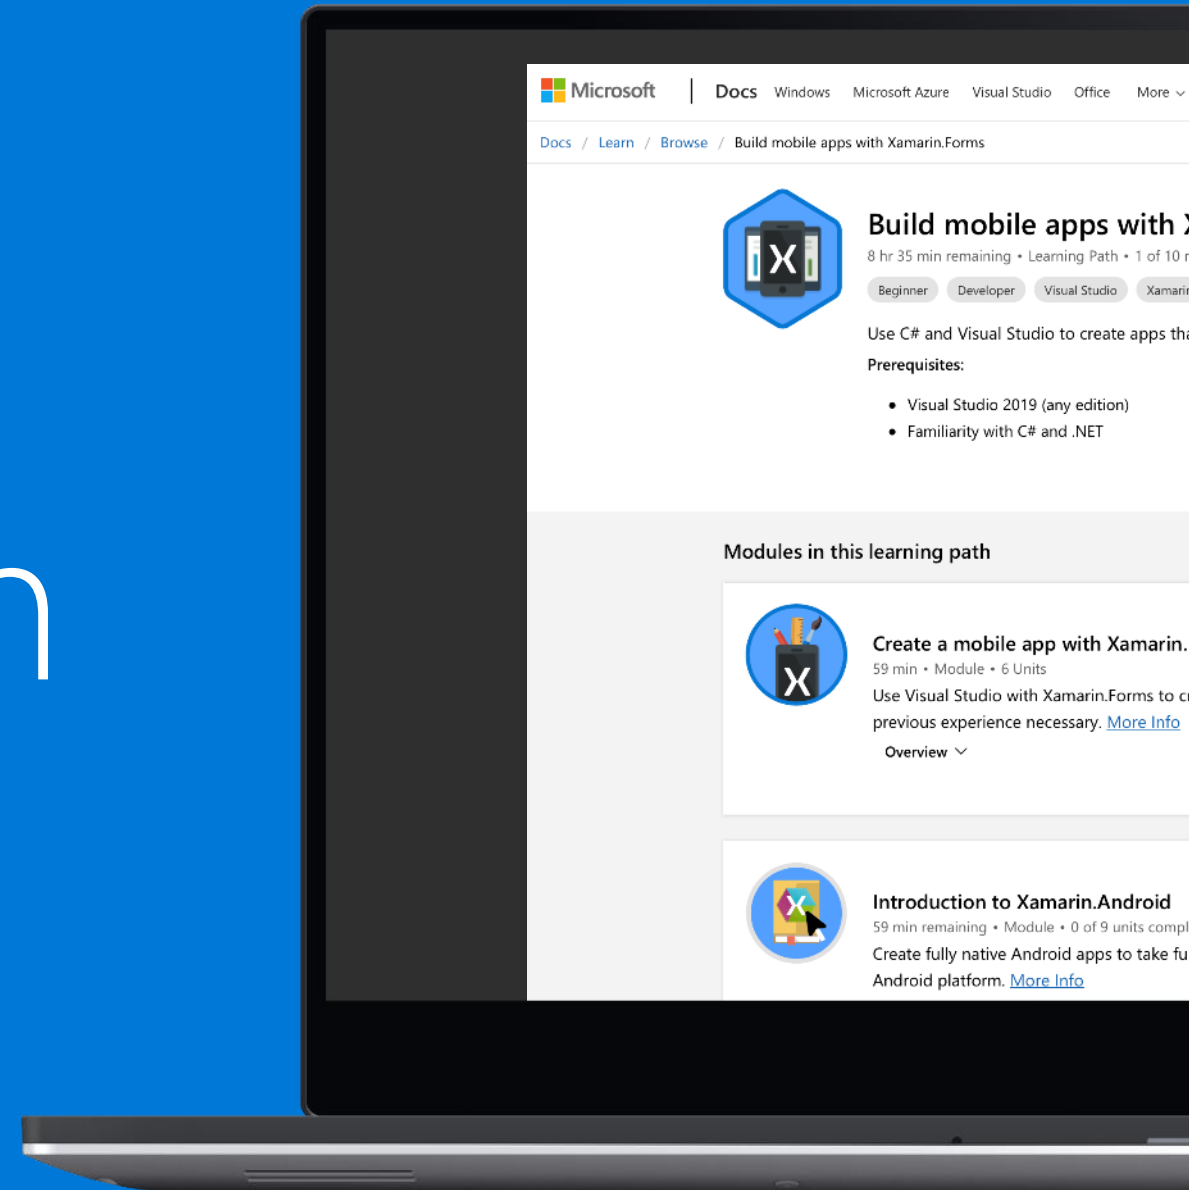 Microsoft | Docs Windows Microsoft Azure Visual Studio Office More
Docs / Learn / Browse / Build mobile apps with Xamarin.Forms
Build mobile apps with X
8 hr 35 min remaining • Learning Path • 1 of 10
Beginner Developer Visual Studio Xamarin
Use C# and Visual Studio to create apps tha
Prerequisites:
• Visual Studio 2019 (any edition)
• Familiarity with C# and .NET
n
Modules in this learning path
X
Create a mobile app with Xamarin.
59 min • Module • 6 Units
Use Visual Studio with Xamarin.Forms to cr
previous experience necessary. More Info
Overview
X
Introduction to Xamarin.Android
59 min remaining • Module • 0 of 9 units compl
Create fully native Android apps to take fu
Android platform. More Info